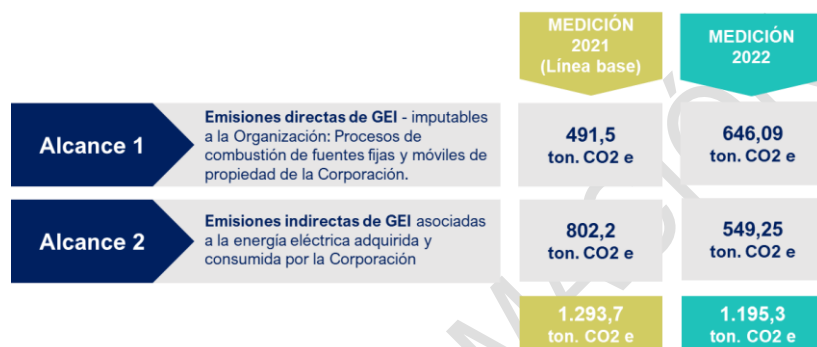 MEDICIÓN
2021
(Línea base)
MEDICIÓN
2022
Alcance 1
Emisiones directas de GEI - imputables
a la Organización: Procesos de
combustión de fuentes fijas y móviles de
propiedad de la Corporación.
491,5
ton. CO2 e
646,09
ton. CO2 e
Alcance 2
Emisiones indirectas de GEI asociadas
a la energía eléctrica adquirida y
consumida por la Corporación
802,2
ton. CO2 e
549,25
ton. CO2 e
1.293,7
ton. CO2 e
1.195,3
ton. CO2 e